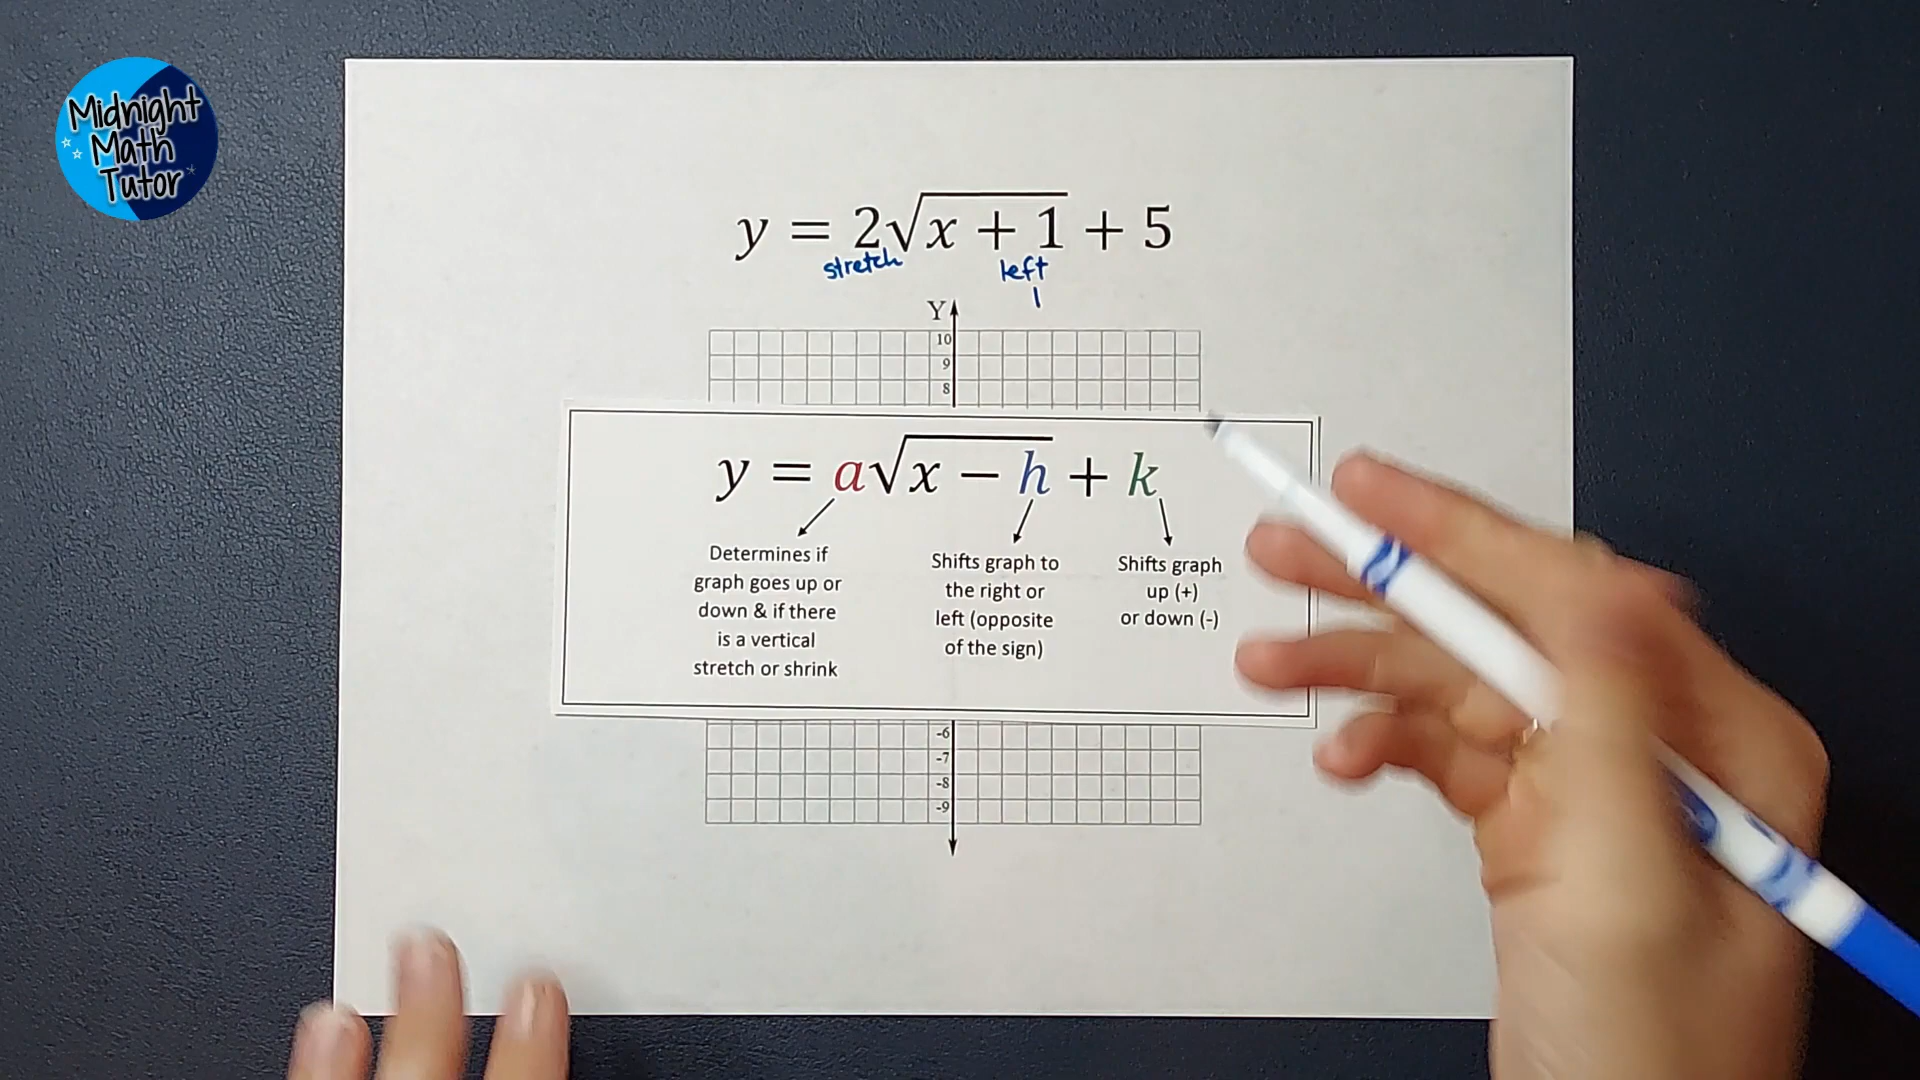 Midnight
Math
Tutor
y = 2√x + 1 + 5
stretch
left
1
Y
10
9
8
y = a√x − h + k
Determines if
graph goes up or
down & if there
is a vertical
stretch or shrink
Shifts graph to
the right or
left (opposite
of the sign)
Shifts graph
up (+)
or down (-)
-6
-7
-8
-9